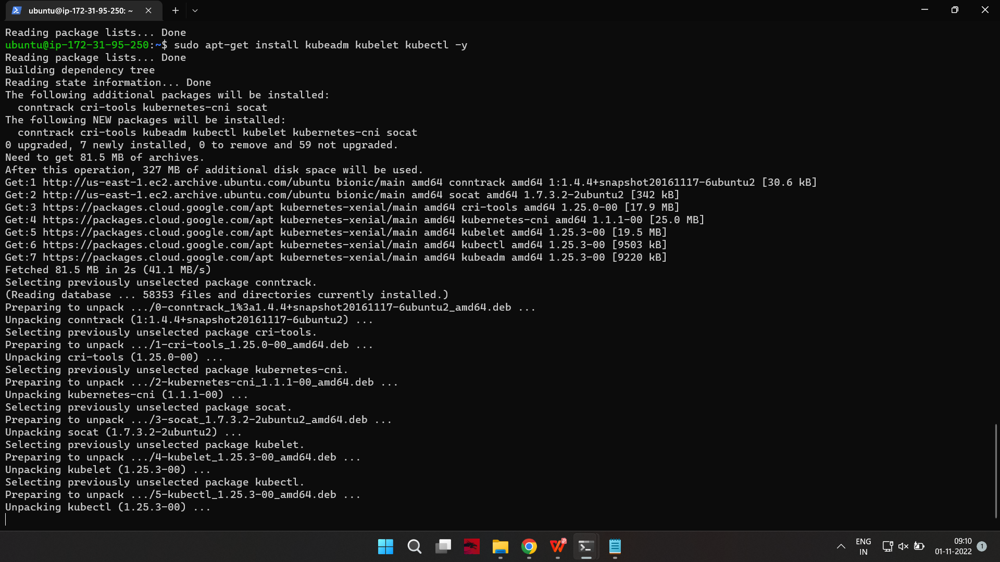 ubuntu@ip-172-31-95-250: ~
Reading package lists... Done
ubuntu@ip-172-31-95-250:~$ sudo apt-get install kubeadm kubelet kubectl -y
Reading package lists... Done
Building dependency tree
Reading state information... Done
The following additional packages will be installed:
  conntrack cri-tools kubernetes-cni socat
The following NEW packages will be installed:
  conntrack cri-tools kubeadm kubectl kubelet kubernetes-cni socat
0 upgraded, 7 newly installed, 0 to remove and 59 not upgraded.
Need to get 81.5 MB of archives.
After this operation, 327 MB of additional disk space will be used.
Get:1 http://us-east-1.ec2.archive.ubuntu.com/ubuntu bionic/main amd64 conntrack amd64 1:1.4.4+snapshot20161117-6ubuntu2 [30.6 kB]
Get:2 http://us-east-1.ec2.archive.ubuntu.com/ubuntu bionic/main amd64 socat amd64 1.7.3.2-2ubuntu2 [342 kB]
Get:3 https://packages.cloud.google.com/apt kubernetes-xenial/main amd64 cri-tools amd64 1.25.0-00 [17.9 MB]
Get:4 https://packages.cloud.google.com/apt kubernetes-xenial/main amd64 kubernetes-cni amd64 1.1.1-00 [25.0 MB]
Get:5 https://packages.cloud.google.com/apt kubernetes-xenial/main amd64 kubelet amd64 1.25.3-00 [19.5 MB]
Get:6 https://packages.cloud.google.com/apt kubernetes-xenial/main amd64 kubectl amd64 1.25.3-00 [9503 kB]
Get:7 https://packages.cloud.google.com/apt kubernetes-xenial/main amd64 kubeadm amd64 1.25.3-00 [9220 kB]
Fetched 81.5 MB in 2s (41.1 MB/s)
Selecting previously unselected package conntrack.
(Reading database ... 58353 files and directories currently installed.)
Preparing to unpack .../0-conntrack_1%3a1.4.4+snapshot20161117-6ubuntu2_amd64.deb ...
Unpacking conntrack (1:1.4.4+snapshot20161117-6ubuntu2) ...
Selecting previously unselected package cri-tools.
Preparing to unpack .../1-cri-tools_1.25.0-00_amd64.deb ...
Unpacking cri-tools (1.25.0-00) ...
Selecting previously unselected package kubernetes-cni.
Preparing to unpack .../2-kubernetes-cni_1.1.1-00_amd64.deb ...
Unpacking kubernetes-cni (1.1.1-00) ...
Selecting previously unselected package socat.
Preparing to unpack .../3-socat_1.7.3.2-2ubuntu2_amd64.deb ...
Unpacking socat (1.7.3.2-2ubuntu2) ...
Selecting previously unselected package kubelet.
Preparing to unpack .../4-kubelet_1.25.3-00_amd64.deb ...
Unpacking kubelet (1.25.3-00) ...
Selecting previously unselected package kubectl.
Preparing to unpack .../5-kubectl_1.25.3-00_amd64.deb ...
Unpacking kubectl (1.25.3-00) ...
ENG
IN
09:10
01-11-2022
1